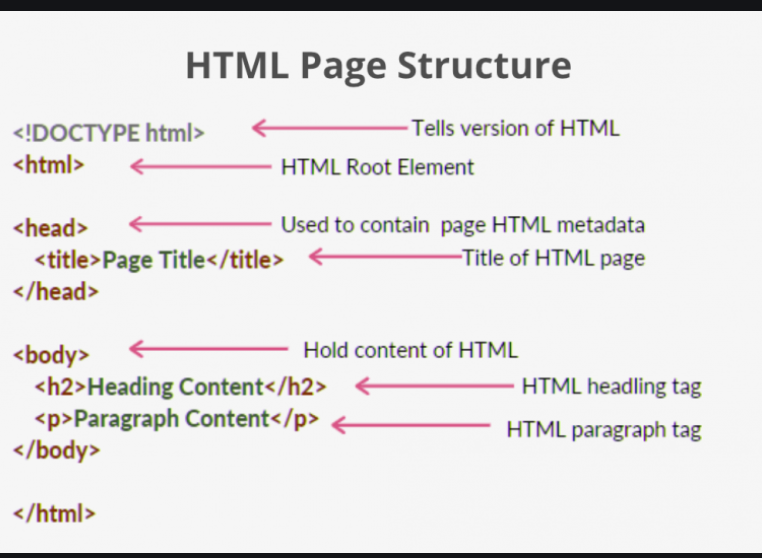 HTML Page Structure
<!DOCTYPE html> Tells version of HTML
<html> HTML Root Element
<head> Used to contain page HTML metadata
<title>Page Title</title> Title of HTML page
</head>
<body> Hold content of HTML
<h2>Heading Content</h2> HTML headling tag
<p>Paragraph Content</p> HTML paragraph tag
</body>
</html>